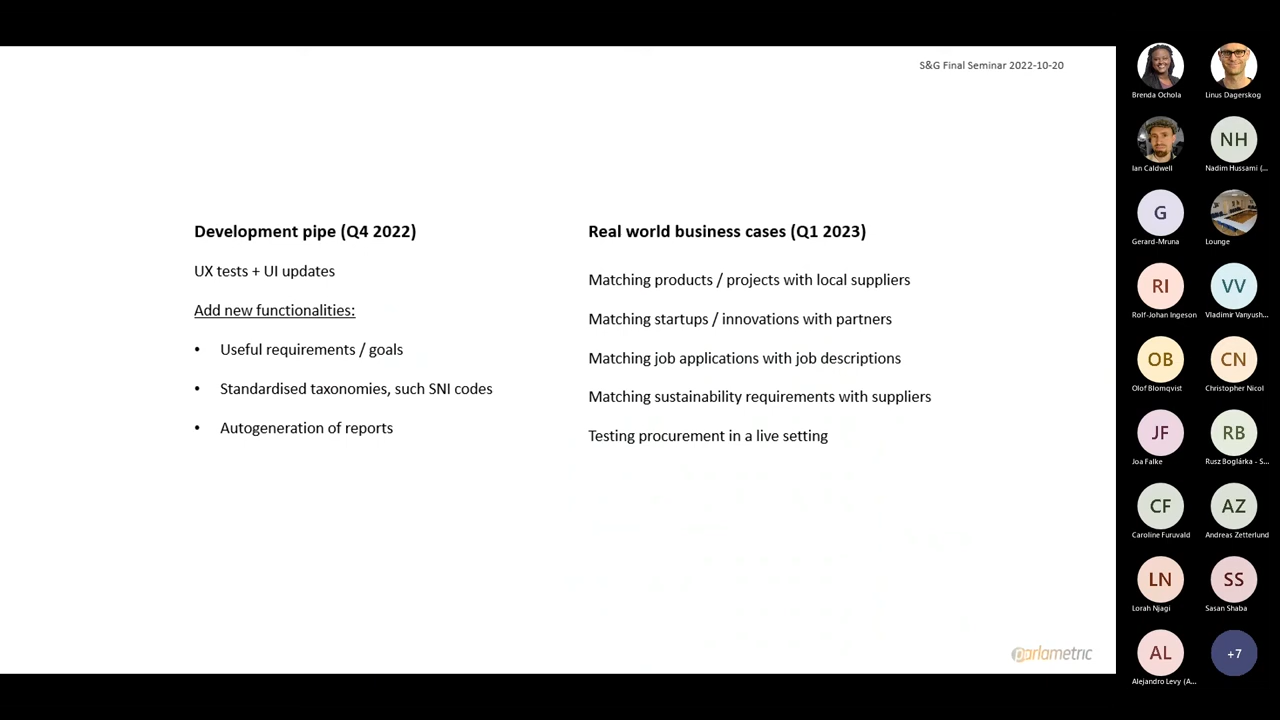 S&G Final Seminar 2022-10-20
Development pipe (Q4 2022)
UX tests + UI updates
Add new functionalities:
• Useful requirements / goals
• Standardised taxonomies, such SNI codes
• Autogeneration of reports
Real world business cases (Q1 2023)
Matching products / projects with local suppliers
Matching startups / innovations with partners
Matching job applications with job descriptions
Matching sustainability requirements with suppliers
Testing procurement in a live setting
parlametric
Brenda Ochola
Linus Dagerskog
Ian Caldwell
NH
Nadim Hussami (...
G
Gerard-Mruna
Lounge
RI
Rolf-Johan Ingeson
VV
Vladimir Vanyush...
OB
Olof Blomqvist
CN
Christopher Nicol
JF
Joa Falke
RB
Rusz Boglárka - S...
CF
Caroline Furuvald
AZ
Andreas Zetterlund
LN
Lorah Njagi
SS
Sasan Shaba
AL
Alejandro Levy (A...
+7